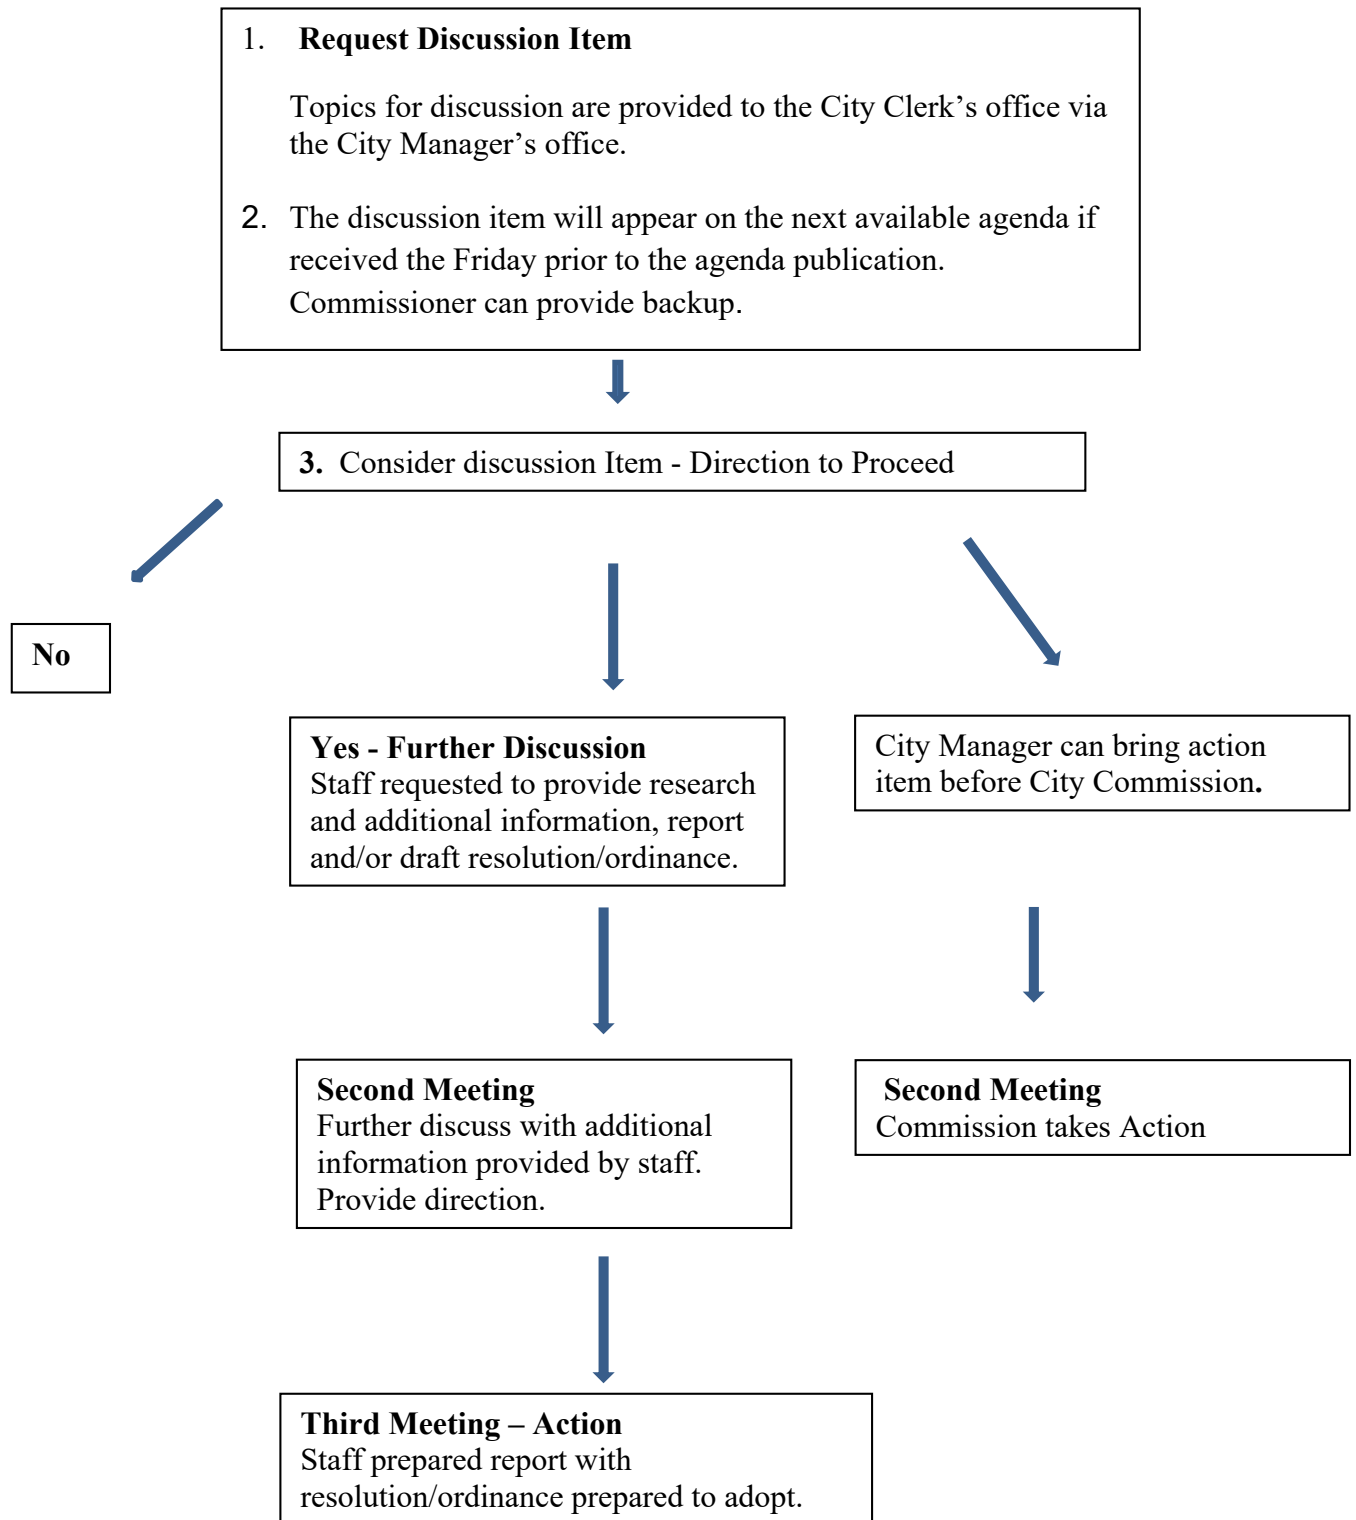 1. Request Discussion Item
Topics for discussion are provided to the City Clerk’s office via
the City Manager’s office.
2. The discussion item will appear on the next available agenda if
received the Friday prior to the agenda publication.
Commissioner can provide backup.
3. Consider discussion Item - Direction to Proceed
No
Yes - Further Discussion
Staff requested to provide research
and additional information, report
and/or draft resolution/ordinance.
City Manager can bring action
item before City Commission.
Second Meeting
Further discuss with additional
information provided by staff.
Provide direction.
Second Meeting
Commission takes Action
Third Meeting – Action
Staff prepared report with
resolution/ordinance prepared to adopt.